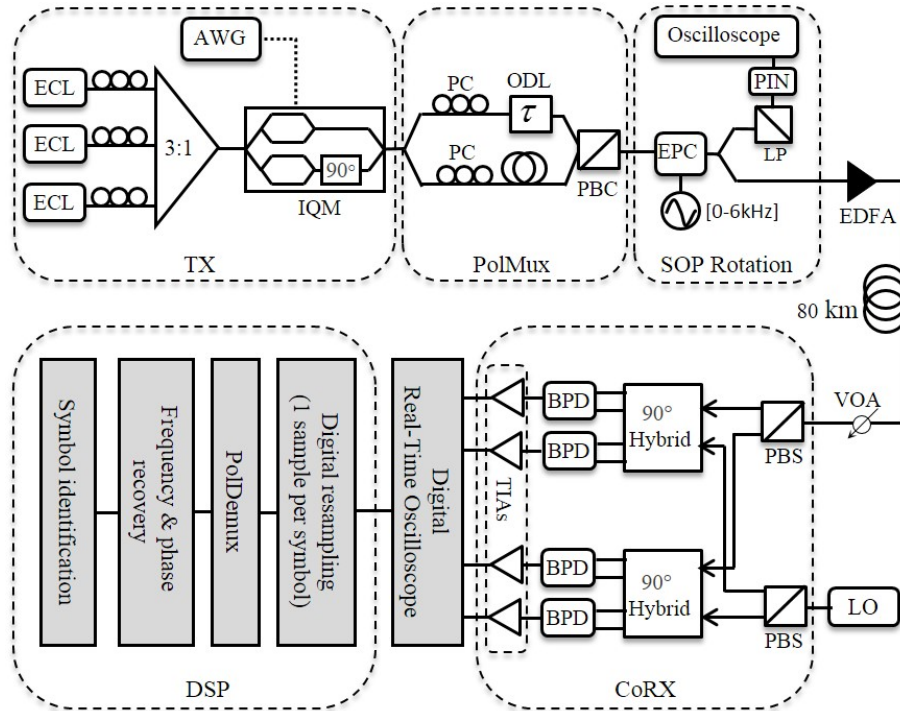 AWG
ECL
ECL
ECL
3:1
90°
IQM
TX
PC
ODL
τ
PC
PBC
PolMux
Oscilloscope
PIN
LP
EPC
[0-6kHz]
SOP Rotation
EDFA
80 km
Symbol identification
Frequency & phase
recovery
PolDemux
Digital resampling
(1 sample per symbol)
DSP
Digital
Real-Time Oscilloscope
TIAs
BPD
BPD
BPD
BPD
90°
Hybrid
90°
Hybrid
PBS
PBS
CoRX
VOA
LO